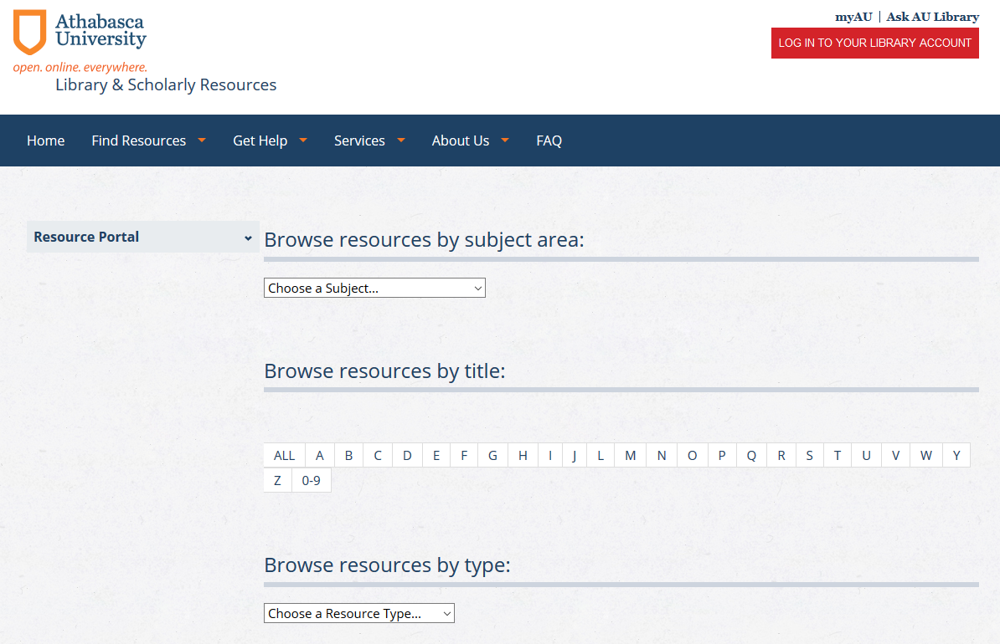 Athabasca
University
open. online. everywhere.
Library & Scholarly Resources
myAU | Ask AU Library
LOG IN TO YOUR LIBRARY ACCOUNT
Home Find Resources Get Help Services About Us FAQ
Resource Portal
Browse resources by subject area:
Choose a Subject...
Browse resources by title:
ALL A B C D E F G H I J L M N O P Q R S T U V W Y
Z 0-9
Browse resources by type:
Choose a Resource Type...